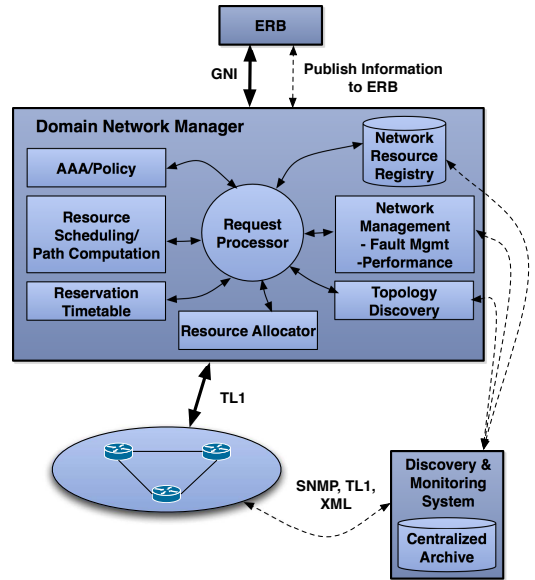 ERB
GNI
Publish Information
to ERB
Domain Network Manager
AAA/Policy
Network
Resource
Registry
Resource
Scheduling/
Path Computation
Request
Processor
Network
Management
- Fault Mgmt
-Performance
Reservation
Timetable
Topology
Discovery
Resource Allocator
TL1
SNMP, TL1,
XML
Discovery &
Monitoring
System
Centralized
Archive